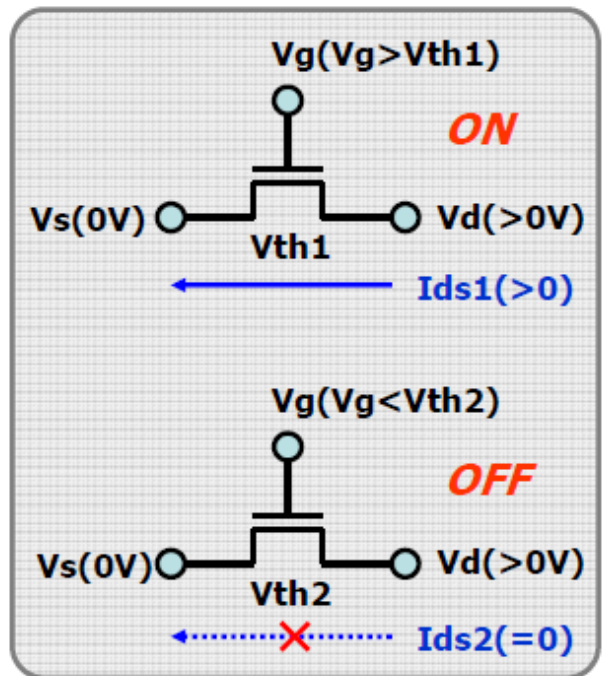 Vg(Vg>Vth1)
ON
Vs(0V)
Vd(>0V)
Vth1
Ids1(>0)
Vg(Vg<Vth2)
OFF
Vs(0V)
Vd(>0V)
Vth2
Ids2(=0)